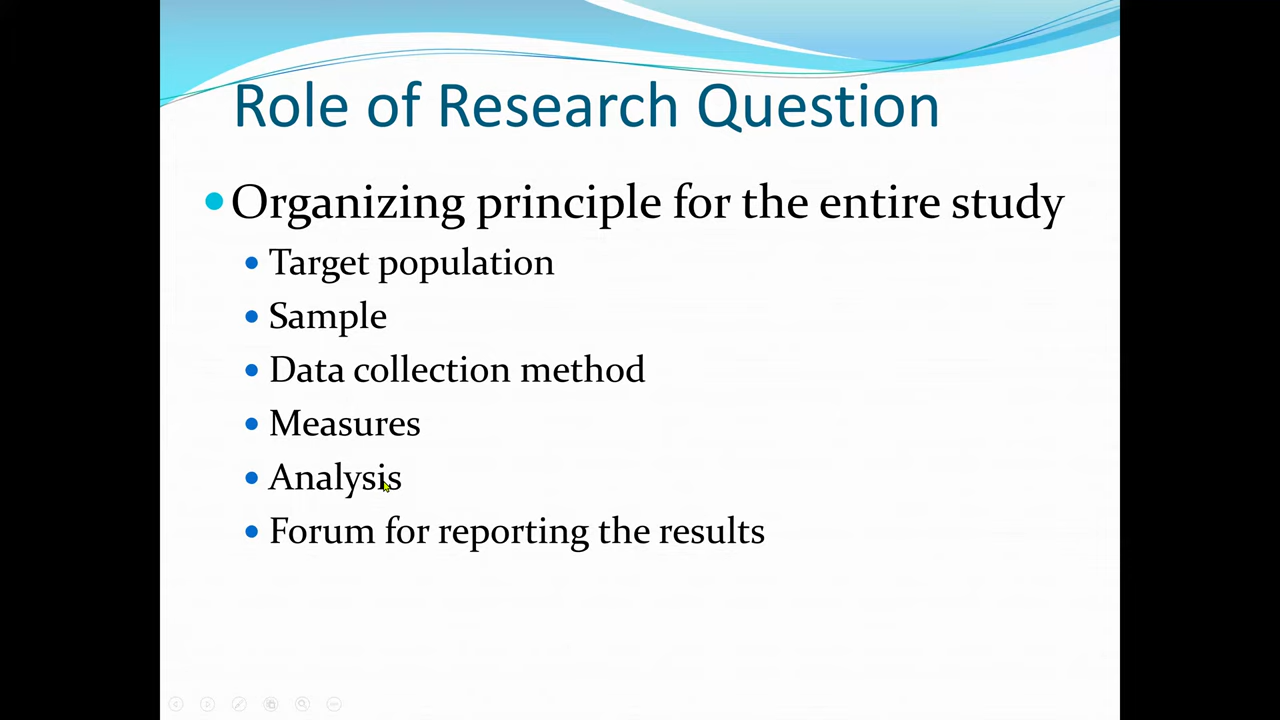 Role of Research Question
Organizing principle for the entire study
Target population
Sample
Data collection method
Measures
Analysis
Forum for reporting the results